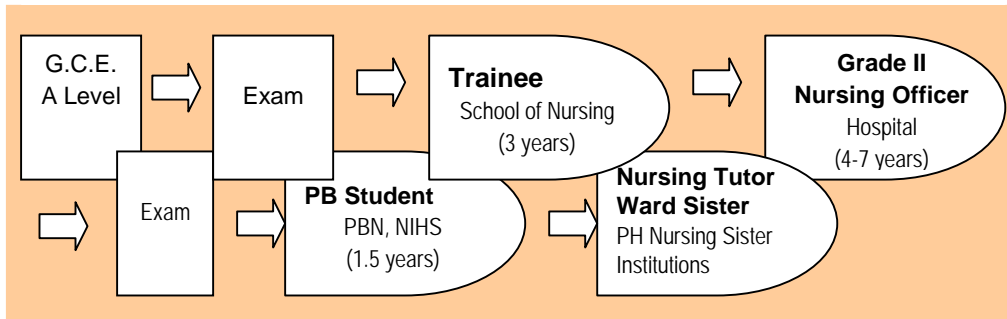 G.C.E.
A Level
Exam
Trainee
School of Nursing
(3 years)
Grade II
Nursing Officer
Hospital
(4-7 years)
Exam
PB Student
PBN, NIHS
(1.5 years)
Nursing Tutor
Ward Sister
PH Nursing Sister
Institutions